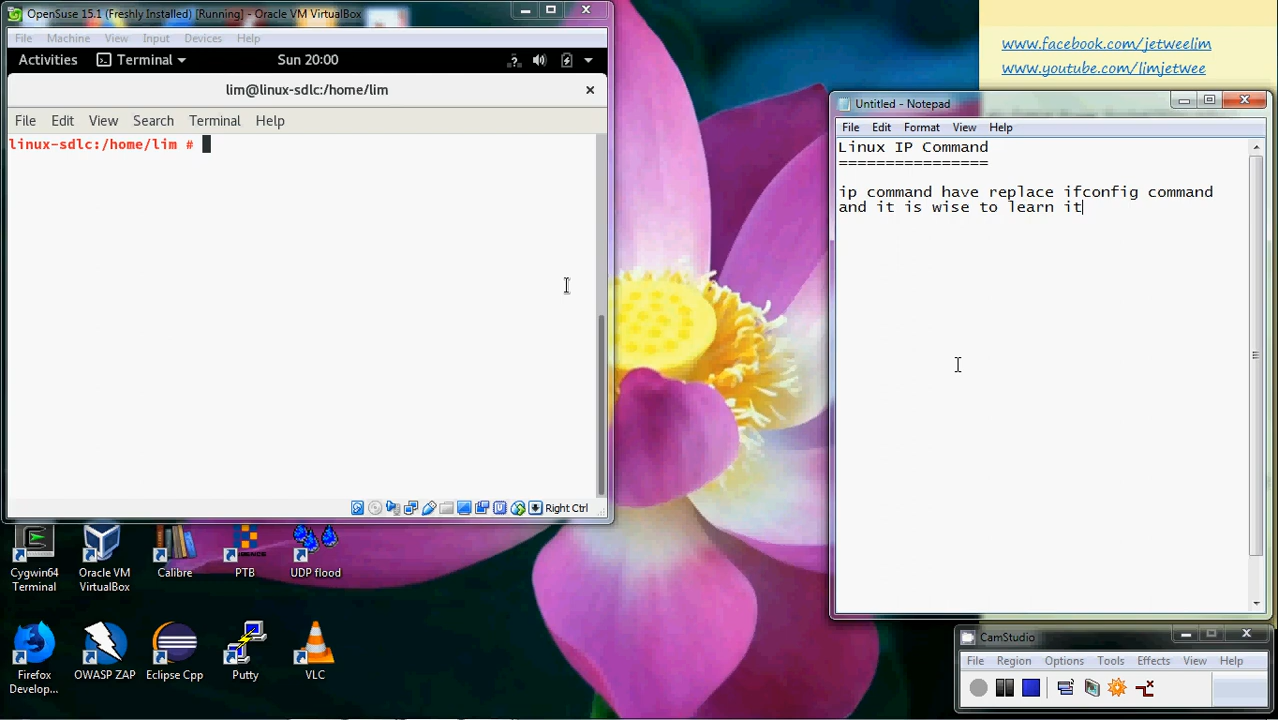 OpenSuse 15.1 (Freshly Installed) [Running] - Oracle VM VirtualBox
File Machine View Input Devices Help
Activities Terminal Sun 20:00 ?
lim@linux-sdlc:/home/lim
File Edit View Search Terminal Help
linux-sdlc:/home/lim #
Right Ctrl
www.facebook.com/jetweelim
www.youtube.com/limjetwee
Untitled - Notepad
File Edit Format View Help
Linux IP Command
================
ip command have replace ifconfig command
and it is wise to learn it
Cygwin64 Terminal
Oracle VM VirtualBox
Calibre
PTB
UDP flood
Firefox Develop...
OWASP ZAP
Eclipse Cpp
Putty
VLC
CamStudio
File Region Options Tools Effects View Help